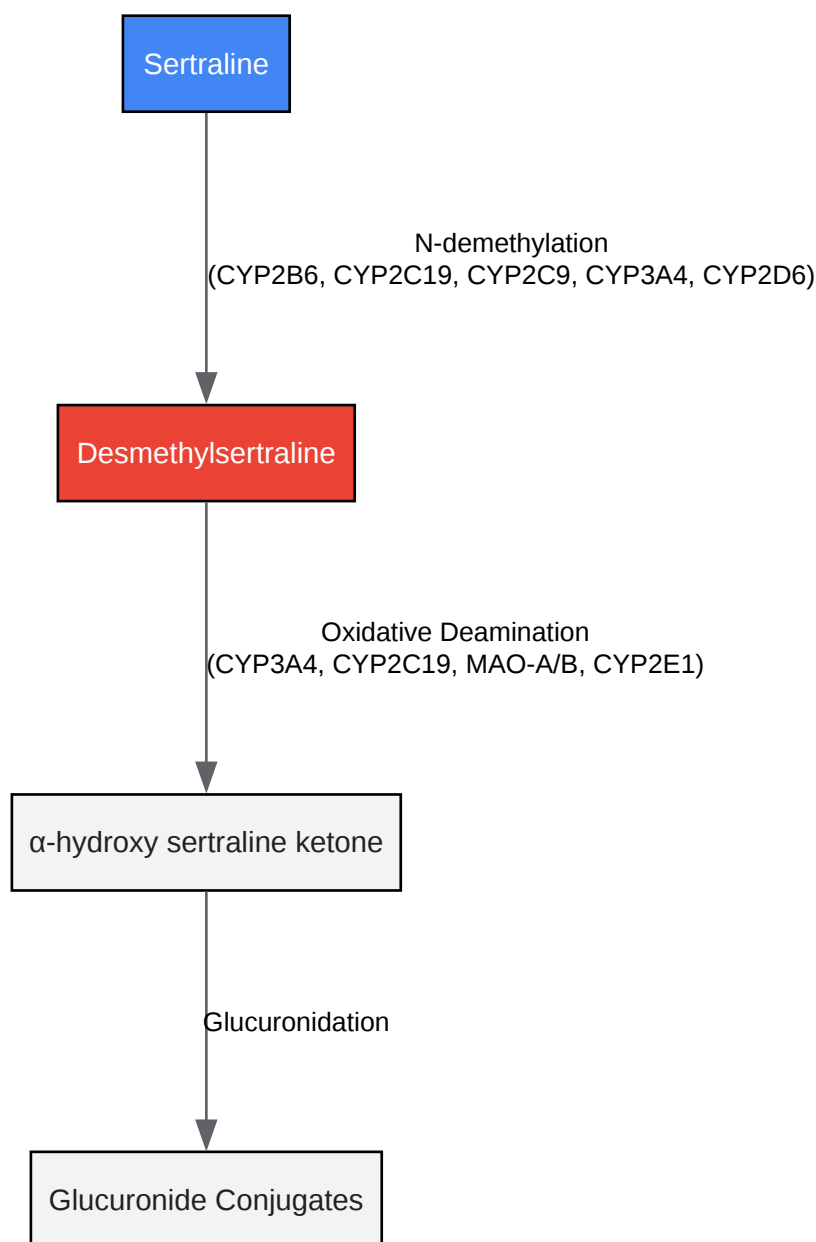 Sertraline
N-demethylation
(CYP2B6, CYP2C19, CYP2C9, CYP3A4, CYP2D6)
Desmethylsertraline
Oxidative Deamination
(CYP3A4, CYP2C19, MAO-A/B, CYP2E1)
α-hydroxy sertraline ketone
Glucuronidation
Glucuronide Conjugates